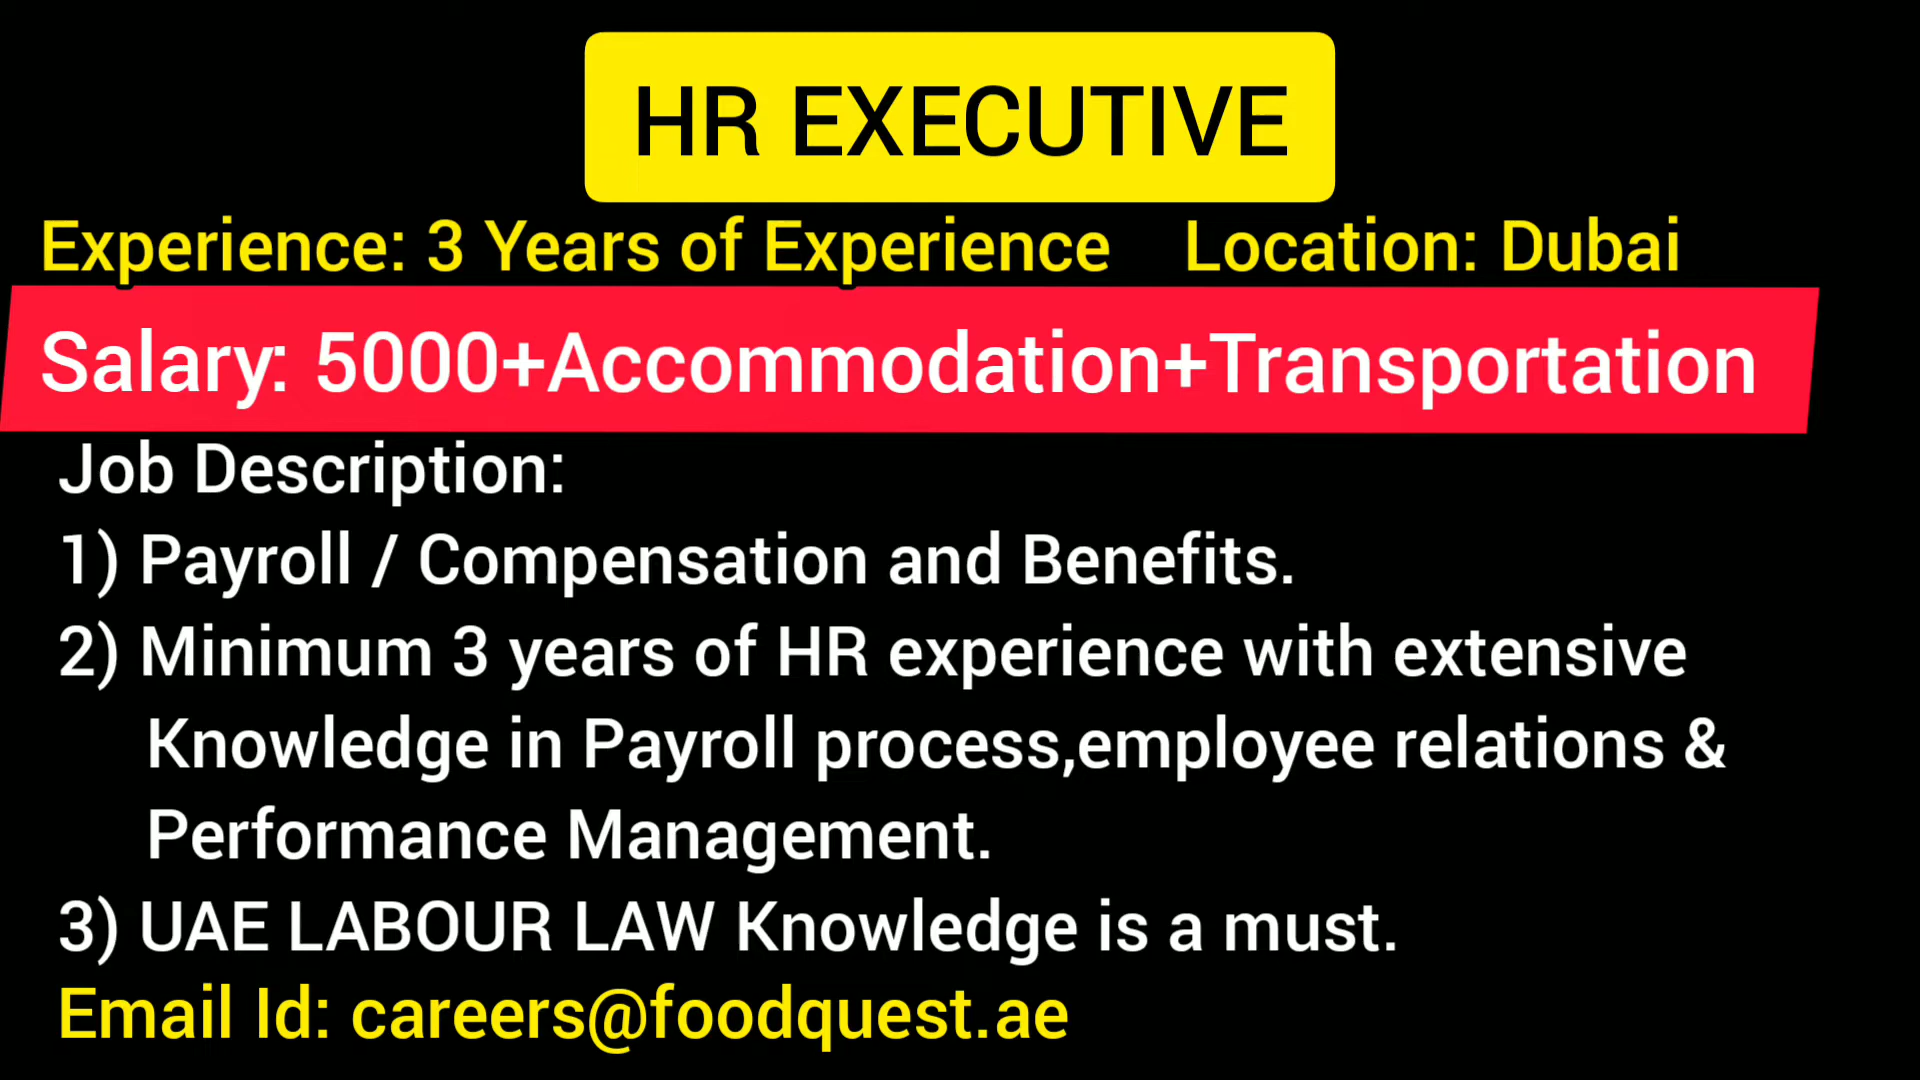 HR EXECUTIVE
Experience: 3 Years of Experience Location: Dubai
Salary: 5000+Accommodation+Transportation
Job Description:
1) Payroll / Compensation and Benefits.
2) Minimum 3 years of HR experience with extensive
Knowledge in Payroll process,employee relations &
Performance Management.
3) UAE LABOUR LAW Knowledge is a must.
Email Id: careers@foodquest.ae